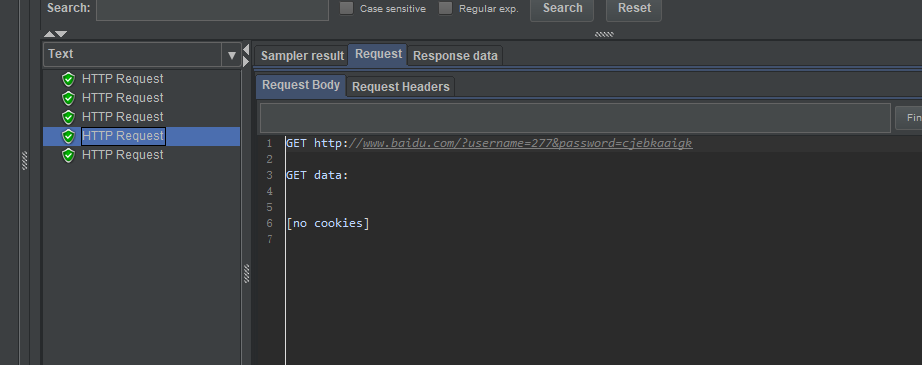 Search: Case sensitive Regular exp. Search Reset
Text
Sampler result Request Response data
HTTP Request
HTTP Request
HTTP Request
HTTP Request
HTTP Request
Request Body Request Headers
Fin
1 GET http://www.baidu.com/?username=277&password=cjebkaaigk
2
3 GET data:
4
5
6 [no cookies]
7